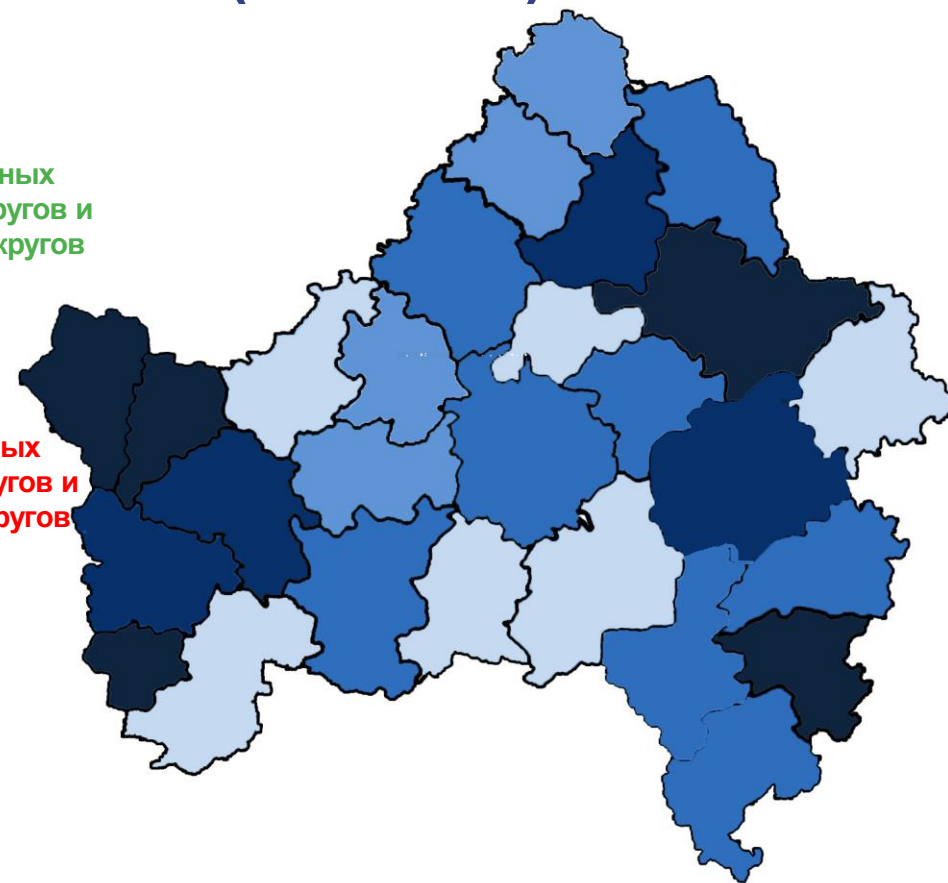 ных
ругов и
кругов
ых
угов и
ругов